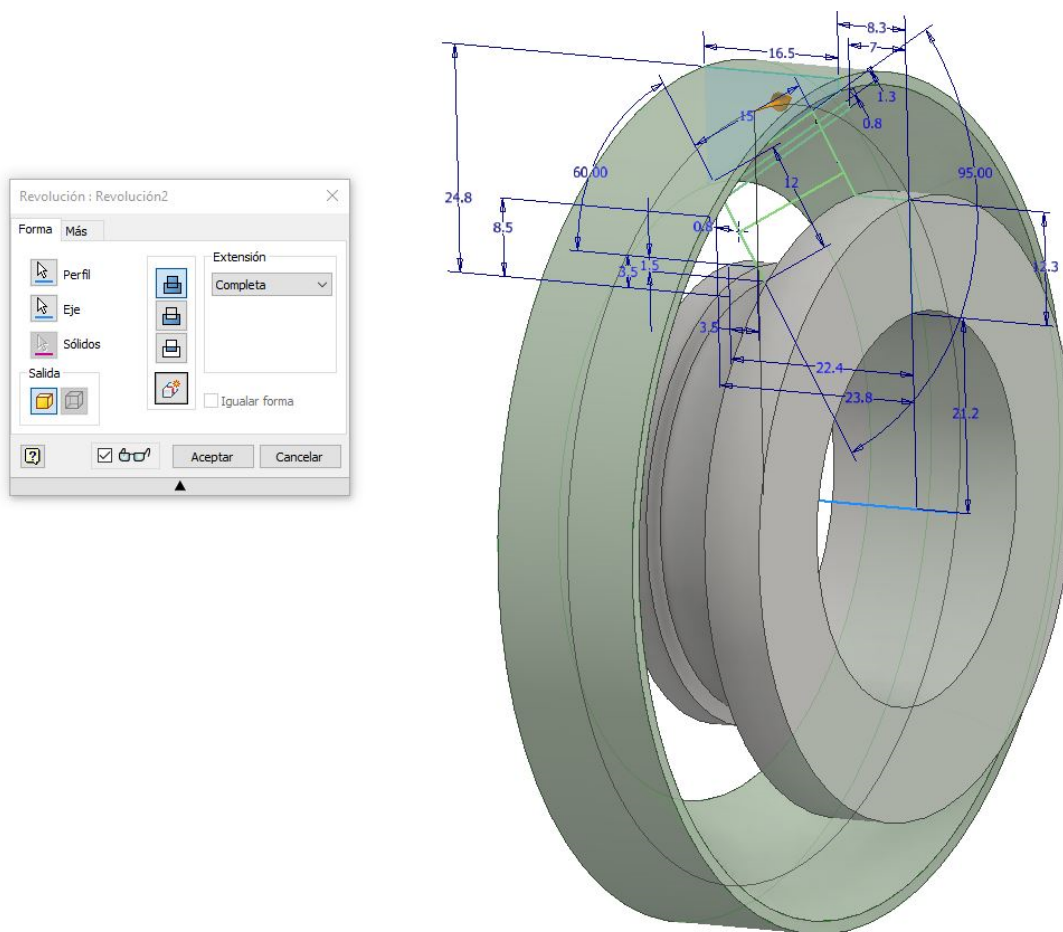 Revolución : Revolución2
Forma
Más
Perfil
Eje
Sólidos
Salida
Extensión
Completa
Igualar forma
Aceptar
Cancelar
8.3
7
16.5
24.8
1.3
0.8
15
60.00
95.00
12
8.5
0.8
3.5
1.5
12.3
3.5
22.4
23.8
21.2